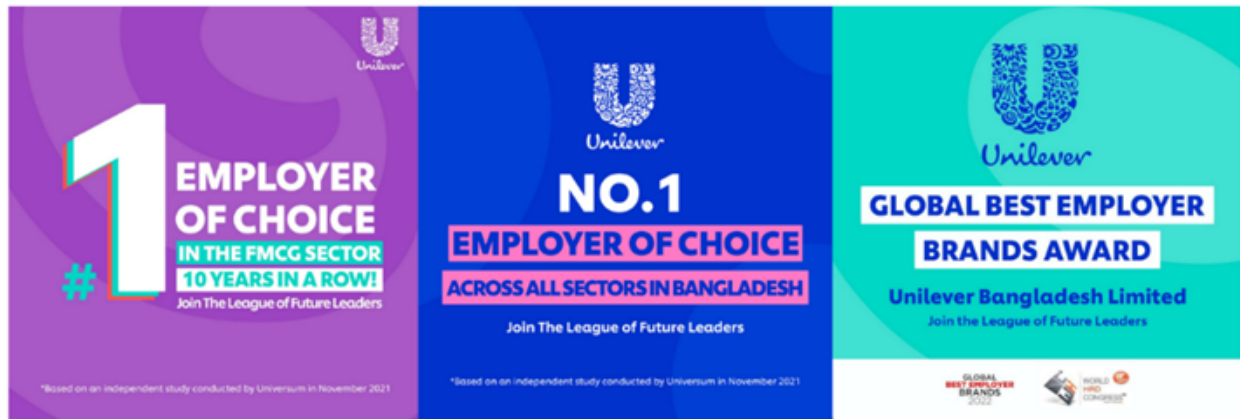 Unilever
#1
EMPLOYER
OF CHOICE
IN THE FMCG SECTOR
10 YEARS IN A ROW!
Join The League of Future Leaders
*Based on an independent study conducted by Universum in November 2021
Unilever
NO.1
EMPLOYER OF CHOICE
ACROSS ALL SECTORS IN BANGLADESH
Join The League of Future Leaders
*Based on an independent study conducted by Universum in November 2021
Unilever
GLOBAL BEST EMPLOYER
BRANDS AWARD
Unilever Bangladesh Limited
Join the League of Future Leaders
GLOBAL
BEST EMPLOYER
BRANDS
2022
WORLD
HRD
CONGRESS